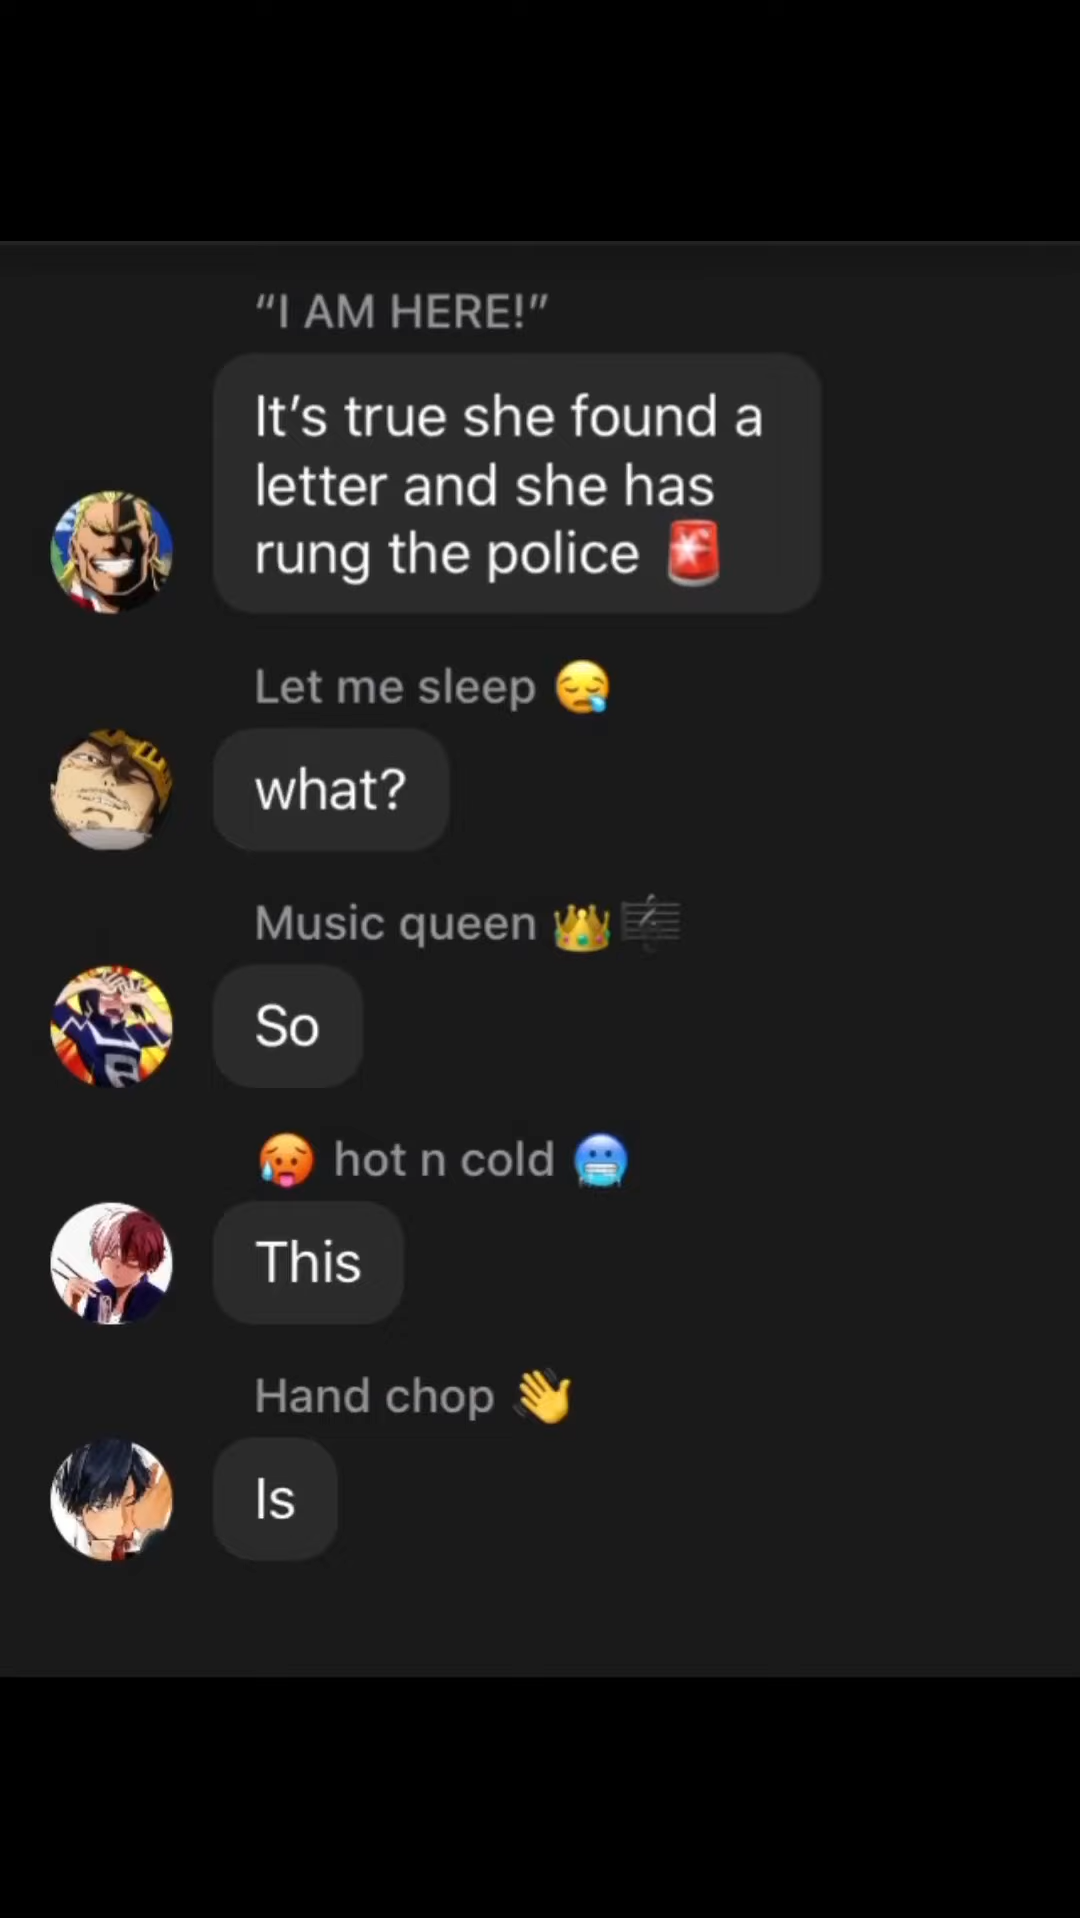 “I AM HERE!”
It’s true she found a
letter and she has
rung the police 🚨
Let me sleep 😪
what?
Music queen 👑🎼
So
🥵 hot n cold 🥶
This
Hand chop 👋
Is